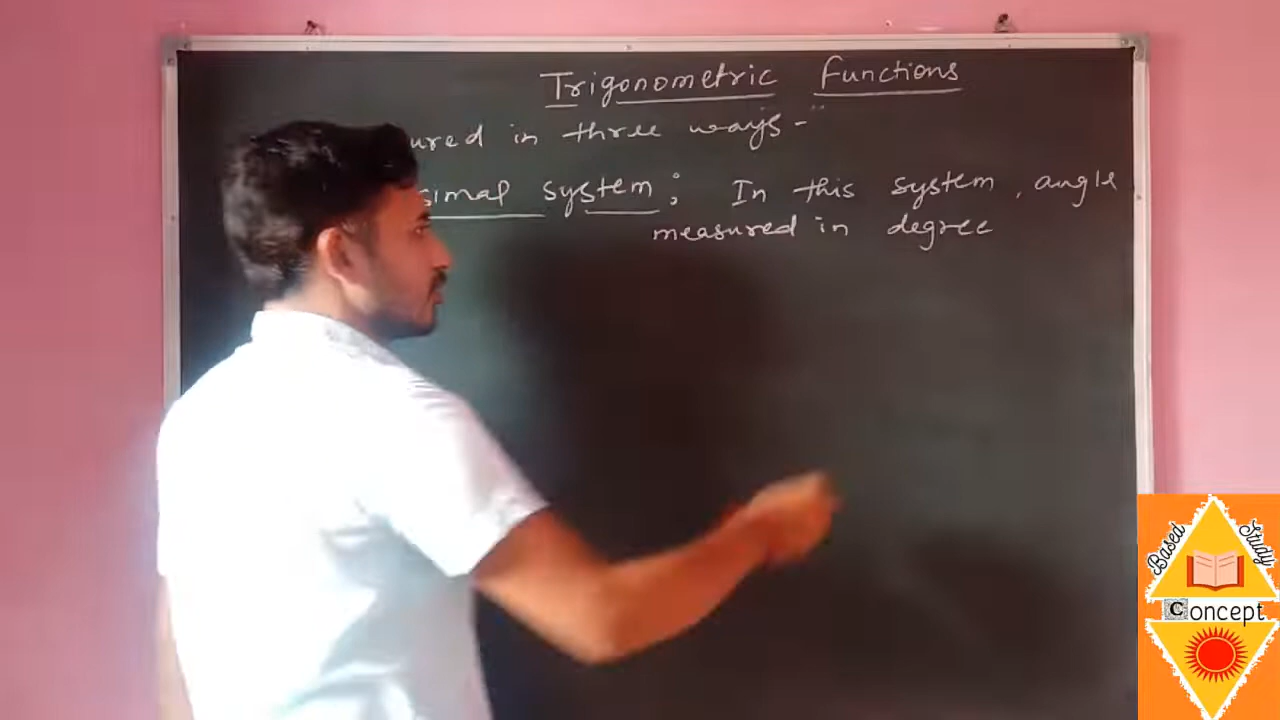 Trigonometric Functions
ured in three ways -"
simal system : In this system, angle
measured in degree
Based Study
Concept